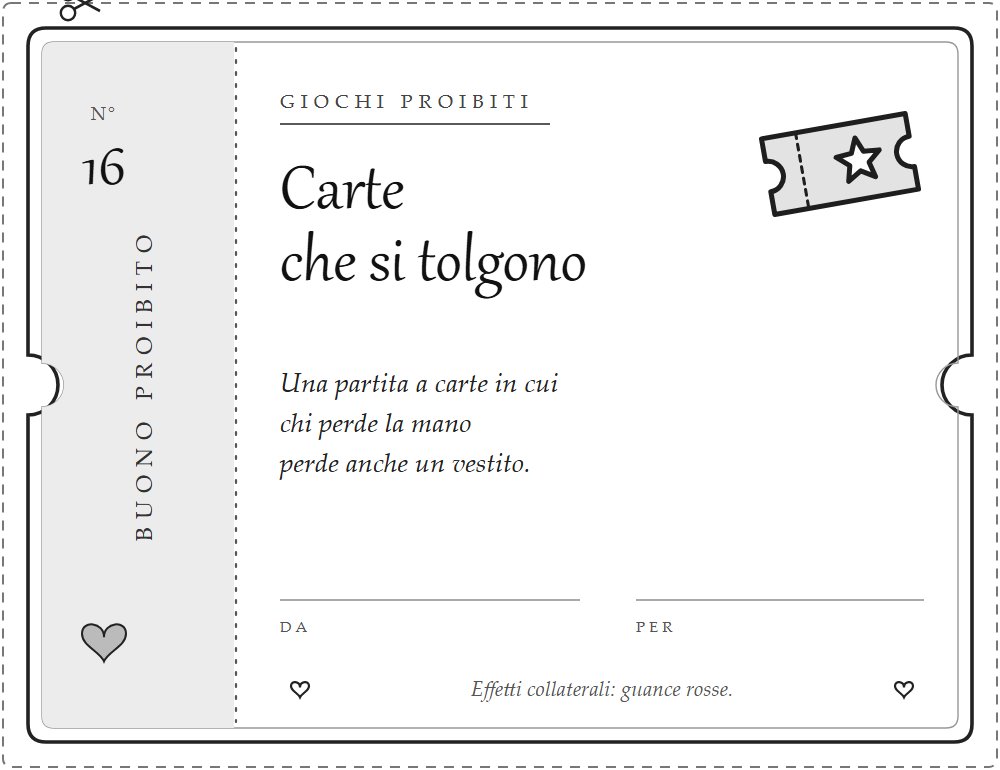 N°
16
BUONO PROIBITO
GIOCHI PROIBITI
Carte
che si tolgono
Una partita a carte in cui
chi perde la mano
perde anche un vestito.
DA
PER
Effetti collaterali: guance rosse.